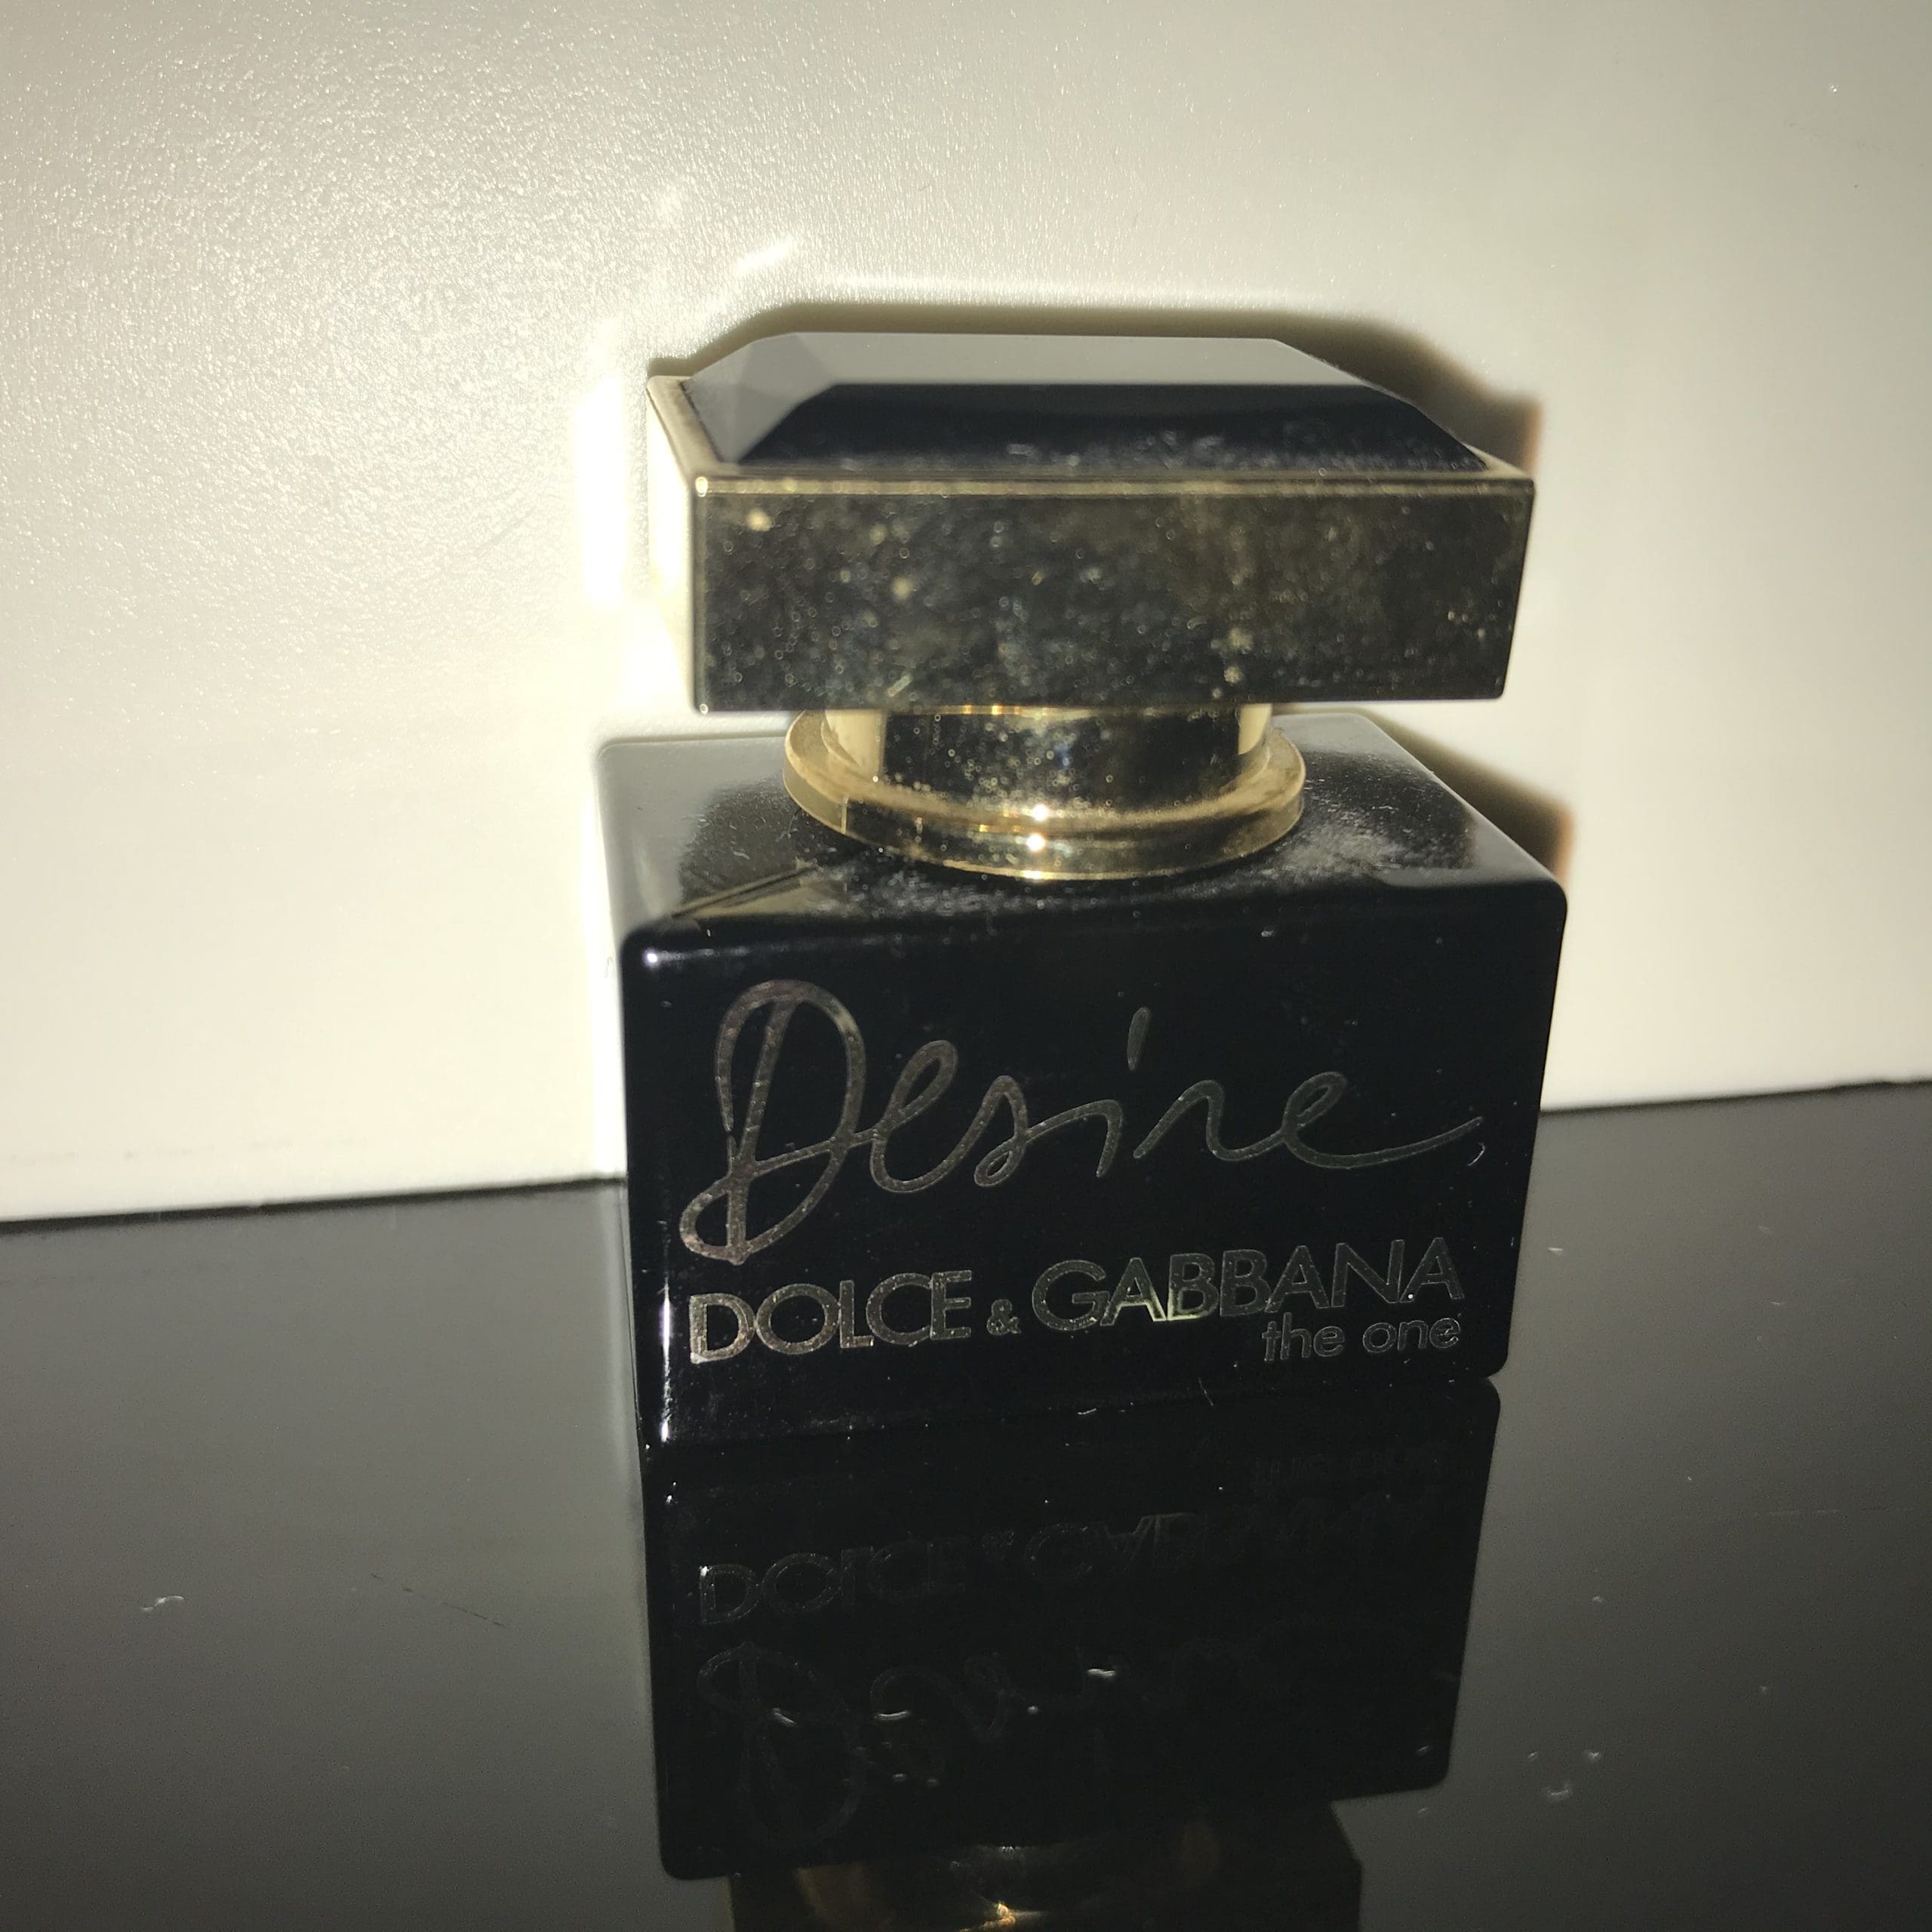 Desire
DOLCE & GABBANA
the one